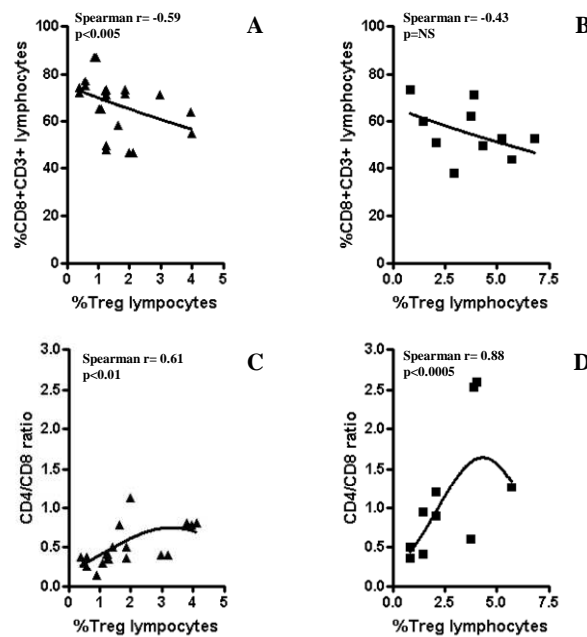 Spearman r= -0.59
p<0.005
A
%CD8+CD3+ lymphocytes
100
80
60
40
20
0
0 1 2 3 4 5
%Treg lympocytes
Spearman r= -0.43
p=NS
B
%CD8+CD3+ lymphocytes
100
80
60
40
20
0
0.0 2.5 5.0 7.5
%Treg lymphocytes
Spearman r= 0.61
p<0.01
C
CD4/CD8 ratio
3.0
2.5
2.0
1.5
1.0
0.5
0.0
0 1 2 3 4 5
%Treg lympocytes
Spearman r= 0.88
p<0.0005
D
CD4/CD8 ratio
3.0
2.5
2.0
1.5
1.0
0.5
0.0
0.0 2.5 5.0 7.5
%Treg lymphocytes